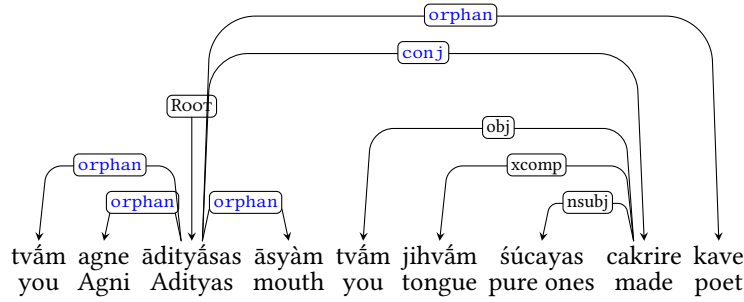 orphan
conj
Root
obj
orphan
xcomp
orphan
orphan
nsubj
tvā́m agne ādityā́sas āsyàm tvā́m jihvā́m śúcayas cakrire kave
you Agni Adityas mouth you tongue pure ones made poet